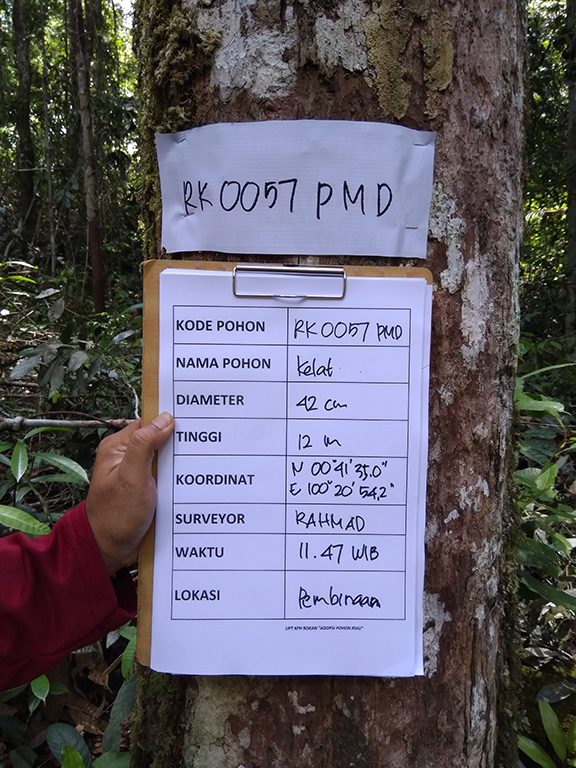 RK0057 PMD
KODE POHON RK0057 PMD
NAMA POHON Kelat
DIAMETER 42 cm
TINGGI 12 m
KOORDINAT N 00°41'35,0"
E 100°20'54,2"
SURVEYOR RAHMAD
WAKTU 11.47 WIB
LOKASI Pembinaan
UPT KPH ROKAN "ADOPSI POHON RIAU"